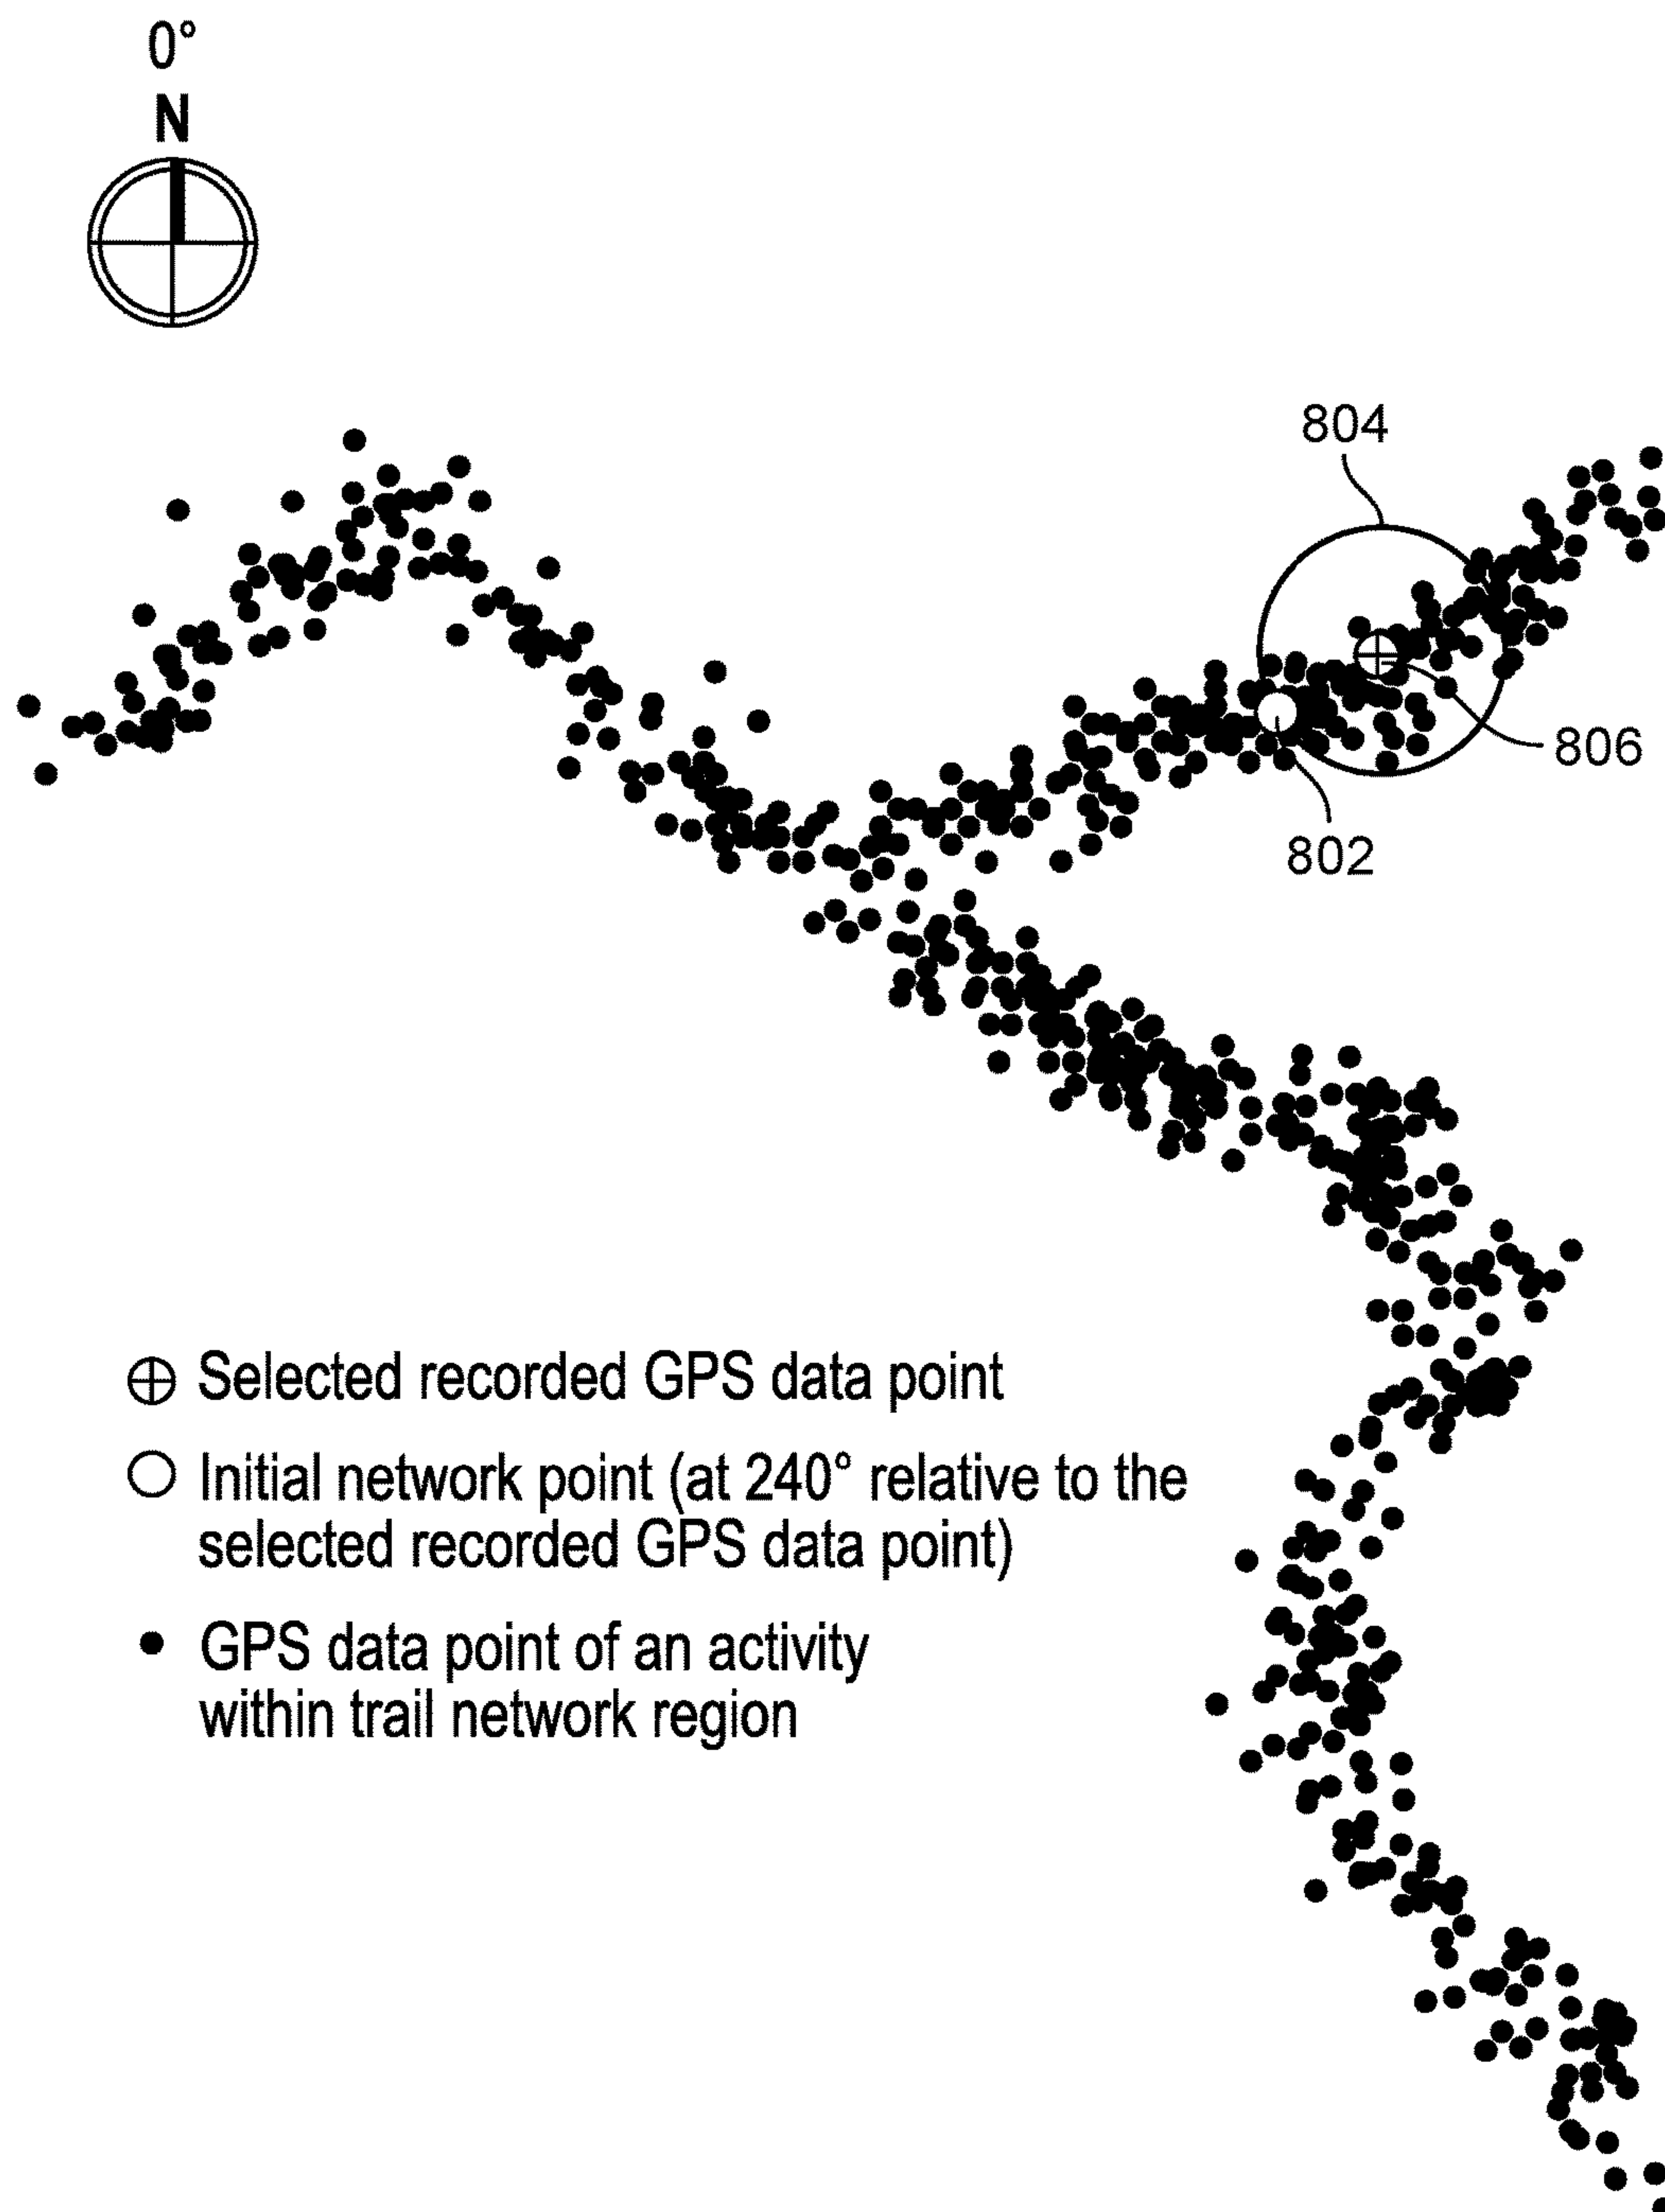 0°
N
804
806
802
Selected recorded GPS data point
Initial network point (at 240° relative to the
selected recorded GPS data point)
GPS data point of an activity
within trail network region